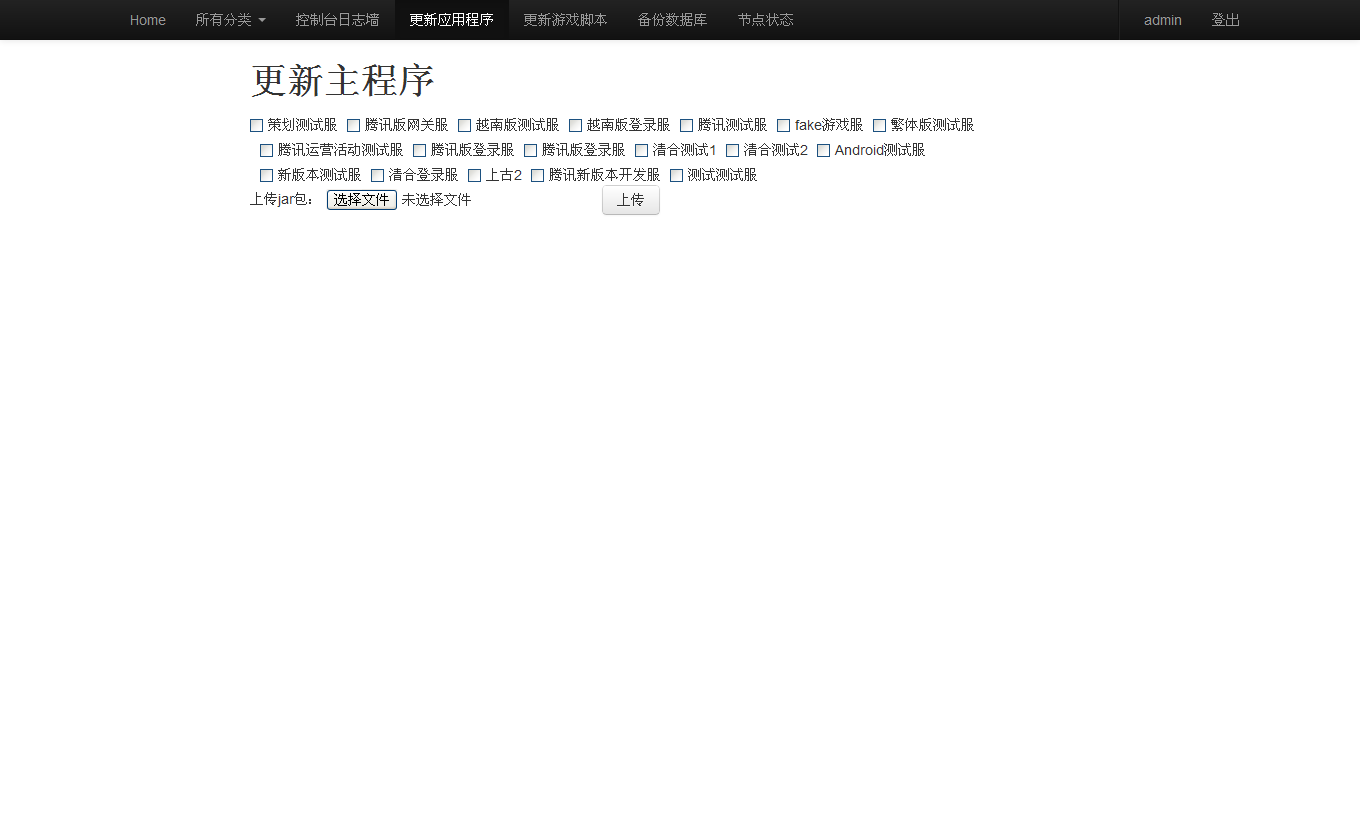 Home 所有分类 控制台日志墙 更新应用程序 更新游戏脚本 备份数据库 节点状态 admin 登出
更新主程序
策划测试服 腾讯版网关服 越南版测试服 越南版登录服 腾讯测试服 fake游戏服 繁体版测试服
腾讯运营活动测试服 腾讯版登录服 腾讯版登录服 清合测试1 清合测试2 Android测试服
新版本测试服 清合登录服 上古2 腾讯新版本开发服 测试测试服
上传jar包： 选择文件 未选择文件 上传